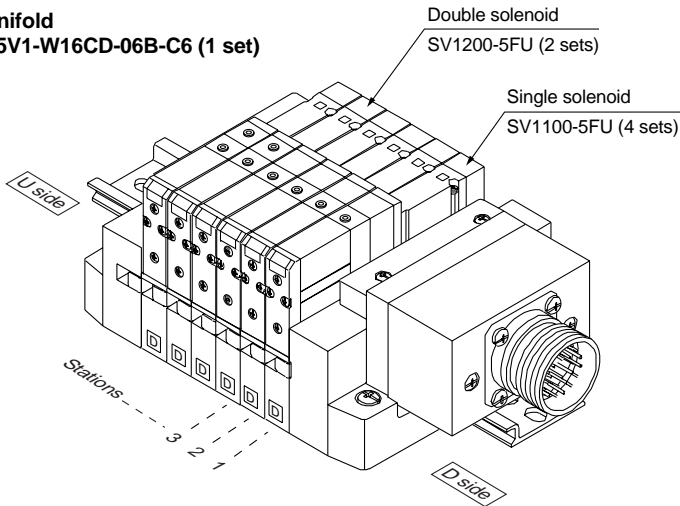 nifold
5V1-W16CD-06B-C6 (1 set)
Double solenoid
SV1200-5FU (2 sets)
Single solenoid
SV1100-5FU (4 sets)
U side
D
D
D
D
D
D
Stations
3
2
1
D side